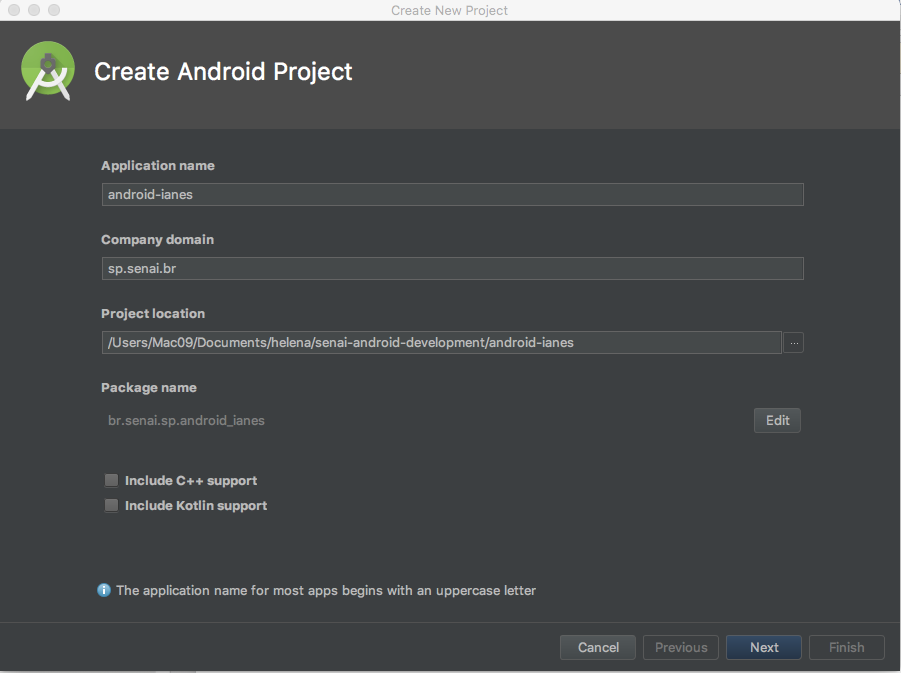 Create New Project
Create Android Project
Application name
android-ianes
Company domain
sp.senai.br
Project location
/Users/Mac09/Documents/helena/senai-android-development/android-ianes
...
Package name
br.senai.sp.android_ianes
Edit
Include C++ support
Include Kotlin support
The application name for most apps begins with an uppercase letter
Cancel Previous Next Finish